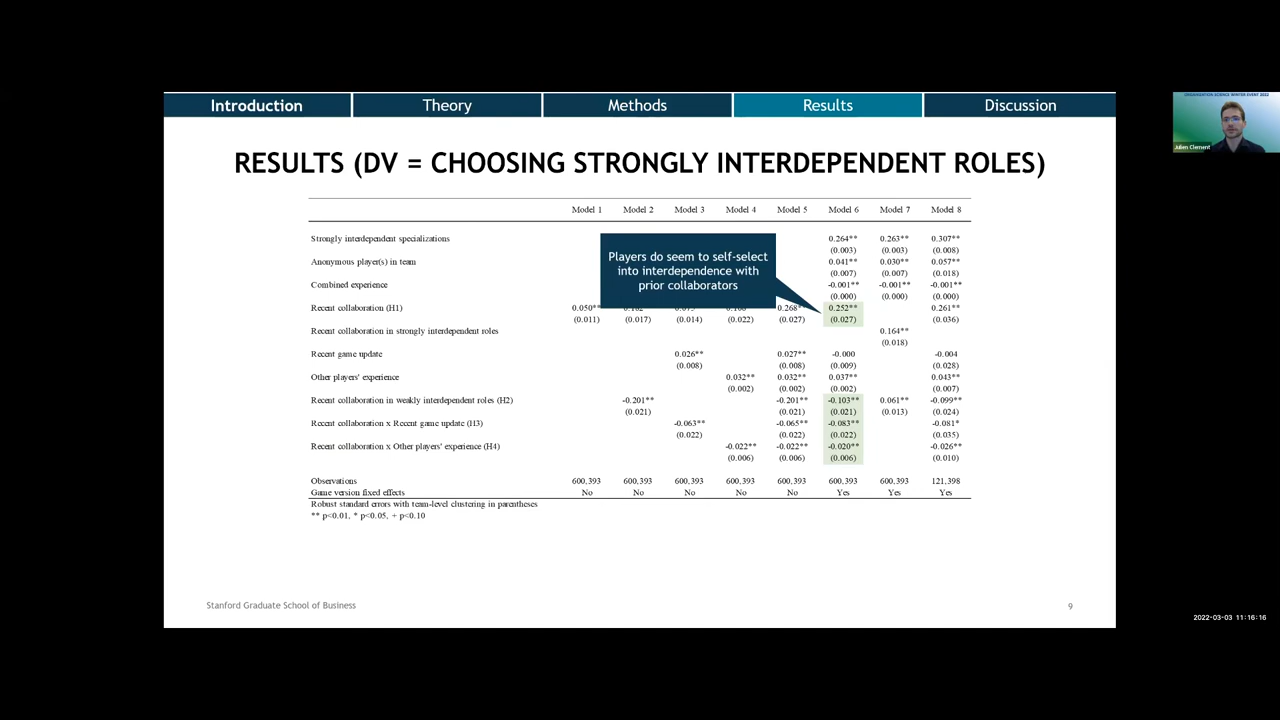 Introduction Theory Methods Results Discussion
ORGANIZATION SCIENCE WINTER EVENT 2022
Julien Clement
RESULTS (DV = CHOOSING STRONGLY INTERDEPENDENT ROLES)
Model 1 Model 2 Model 3 Model 4 Model 5 Model 6 Model 7 Model 8
Strongly interdependent specializations 0.264** 0.263** 0.307**
(0.003) (0.003) (0.008)
Anonymous player(s) in team 0.041** 0.030** 0.057**
(0.007) (0.007) (0.018)
Combined experience -0.001** -0.001** -0.001**
(0.000) (0.000) (0.000)
Players do seem to self-select
into interdependence with
prior collaborators
Recent collaboration (H1) 0.050** 0.252** 0.261**
(0.011) (0.017) (0.014) (0.022) (0.027) (0.027) (0.036)
Recent collaboration in strongly interdependent roles 0.164**
(0.018)
Recent game update 0.026** 0.027** -0.000 -0.004
(0.008) (0.008) (0.009) (0.028)
Other players' experience 0.032** 0.032** 0.037** 0.043**
(0.002) (0.002) (0.002) (0.007)
Recent collaboration in weakly interdependent roles (H2) -0.201** -0.201** -0.103** 0.061** -0.099**
(0.021) (0.021) (0.021) (0.013) (0.024)
Recent collaboration x Recent game update (H3) -0.063** -0.065** -0.083** -0.081*
(0.022) (0.022) (0.022) (0.035)
Recent collaboration x Other players' experience (H4) -0.022** -0.022** -0.020** -0.026**
(0.006) (0.006) (0.006) (0.010)
Observations 600,393 600,393 600,393 600,393 600,393 600,393 600,393 121,398
Game version fixed effects No No No No No Yes Yes Yes
Robust standard errors with team-level clustering in parentheses
** p<0.01, * p<0.05, + p<0.10
Stanford Graduate School of Business
9
2022-03-03 11:16:16